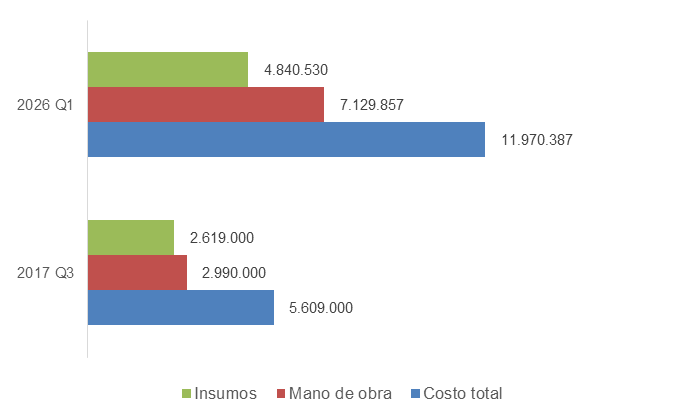 4.840.530
2026 Q1
7.129.857
11.970.387
2.619.000
2017 Q3
2.990.000
5.609.000
Insumos
Mano de obra
Costo total